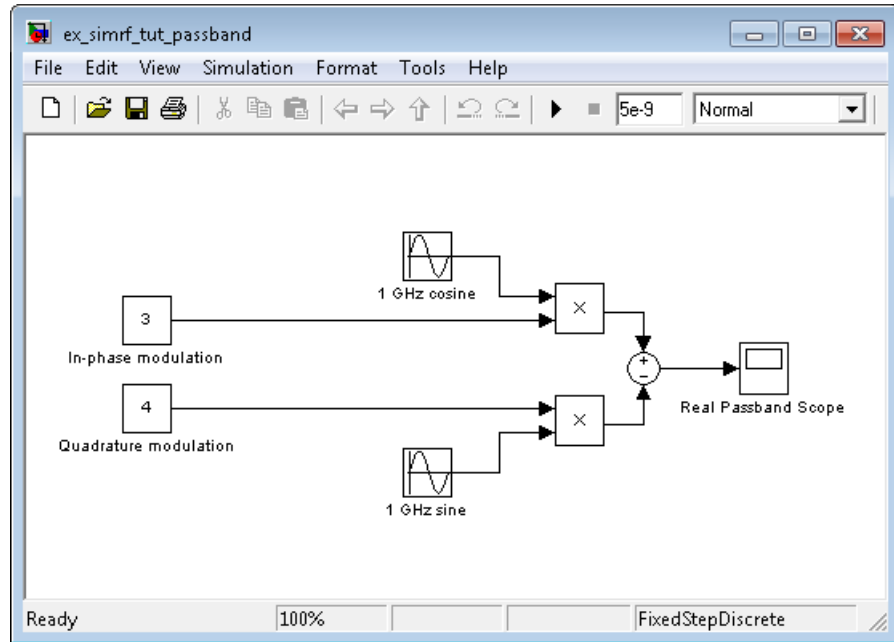 ex_simrf_tut_passband
File Edit View Simulation Format Tools Help
5e-9 Normal
1 GHz cosine
3
×
In-phase modulation
+
−
4
×
Real Passband Scope
Quadrature modulation
1 GHz sine
Ready 100% FixedStepDiscrete